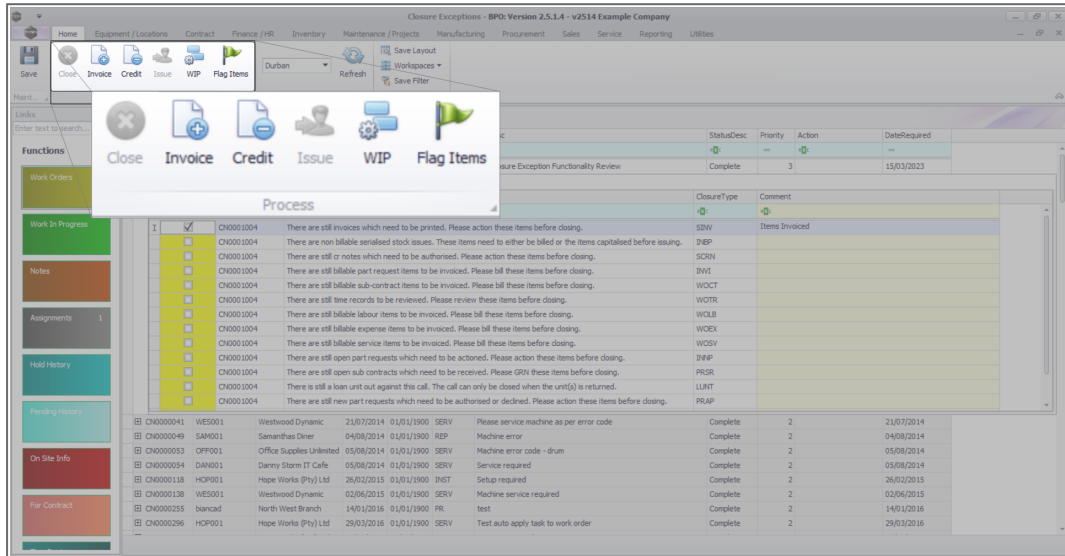 Closure Exceptions - BPO: Version 2.5.1.4 - v2514 Example Company
Home Equipment / Locations Contract Finance / HR Inventory Maintenance / Projects Manufacturing Procurement Sales Service Reporting Utilities
Save Close Invoice Credit Issue WIP Flag Items Durban Refresh
Save Layout
Workspaces
Save Filter
Maint...
Close Invoice Credit Issue WIP Flag Items
Process
Links
Enter text to search...
Functions
Work Orders
Work In Progress
Notes
Assignments 1
Hold History
Pending History
On Site Info
For Contract
StatusDesc Priority Action DateRequired
osure Exception Functionality Review Complete 3 15/03/2023
ClosureType Comment
CN0001004 There are still invoices which need to be printed. Please action these items before closing. SINV Items Invoiced
CN0001004 There are non billable serialised stock issues. These items need to either be billed or the items capitalised before issuing. INBP
CN0001004 There are still cr notes which need to be authorised. Please action these items before closing. SCRN
CN0001004 There are still billable part request items to be invoiced. Please bill these items before closing. INVI
CN0001004 There are still billable sub-contract items to be invoiced. Please bill these items before closing. WOCT
CN0001004 There are still time records to be reviewed. Please review these items before closing. WOTR
CN0001004 There are still billable labour items to be invoiced. Please bill these items before closing. WOLB
CN0001004 There are still billable expense items to be invoiced. Please bill these items before closing. WOEX
CN0001004 There are still billable service items to be invoiced. Please bill these items before closing. WOSV
CN0001004 There are still open part requests which need to be actioned. Please action these items before closing. INNP
CN0001004 There are still open sub contracts which need to be received. Please GRN these items before closing. PRSR
CN0001004 There is still a loan unit out against this call. The call can only be closed when the unit(s) is returned. LUNT
CN0001004 There are still new part requests which need to be authorised or declined. Please action these items before closing. PRAP
CN0000041 WES001 Westwood Dynamic 21/07/2014 01/01/1900 SERV Please service machine as per error code Complete 2 21/07/2014
CN0000049 SAM001 Samanthas Diner 04/08/2014 01/01/1900 REP Machine error Complete 2 04/08/2014
CN0000053 OFF001 Office Supplies Unlimited 05/08/2014 01/01/1900 SERV Machine error code - drum Complete 2 05/08/2014
CN0000054 DAN001 Danny Storm IT Cafe 05/08/2014 01/01/1900 SERV Service required Complete 2 05/08/2014
CN0000118 HOP001 Hope Works (Pty) Ltd 26/02/2015 01/01/1900 INST Setup required Complete 2 26/02/2015
CN0000138 WES001 Westwood Dynamic 02/06/2015 01/01/1900 SERV Machine service required Complete 2 02/06/2015
CN0000255 biancad North West Branch 14/01/2016 01/01/1900 PR test Complete 2 14/01/2016
CN0000296 HOP001 Hope Works (Pty) Ltd 29/03/2016 01/01/1900 SERV Test auto apply task to work order Complete 2 29/03/2016